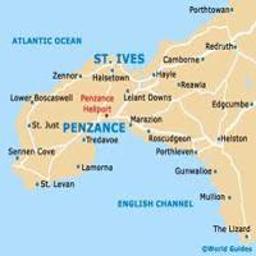 Porthtowan
ATLANTIC OCEAN
Redruth
ST. IVES
Camborne
Zennor
Halsetown
Hayle
Reawla
Lower Boscaswell
Penzance
Heliport
Lelant Downs
Edgcumbe
St. Just
PENZANCE
Marazion
Tredavoe
Roscudgeon
Helston
Sennen Cove
Porthleven
Lamorna
Gunwalloe
St. Levan
Mullion
ENGLISH CHANNEL
The Lizard
©World Guides